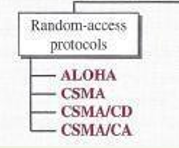 Random-access
protocols
ALOHA
CSMA
CSMA/CD
CSMA/CA